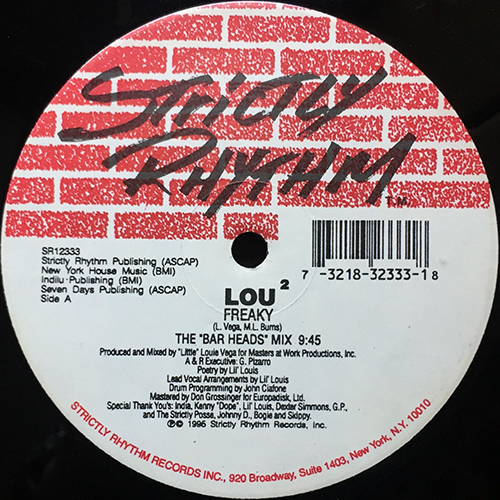 STRICTLY
RHYTHM
T.M.
SR12333
Strictly Rhythm Publishing (ASCAP)
New York House Music (BMI)
Indilu Publishing (BMI)
Seven Days Publishing (ASCAP)
Side A
7 -3218-32333-1 8
LOU 2
FREAKY
(L. Vega, M.L. Burns)
THE "BAR HEADS" MIX 9:45
Produced and Mixed by "Little" Louie Vega for Masters at Work Productions, Inc.
A & R Executive: G. Pizarro
Poetry by Lil' Louis
Lead Vocal Arrangements by Lil' Louis
Drum Programming by John Ciafone
Mastered by Don Grossinger for Europadisk, Ltd.
Special Thank You's: India, Kenny "Dope", Lil' Louis, Dexter Simmons, G.P.,
and The Strictly Posse, Johnny D., Bogie and Skippy.
℗© 1995 Strictly Rhythm Records, Inc.
STRICTLY RHYTHM RECORDS INC., 920 Broadway, Suite 1403, New York, N.Y. 10010